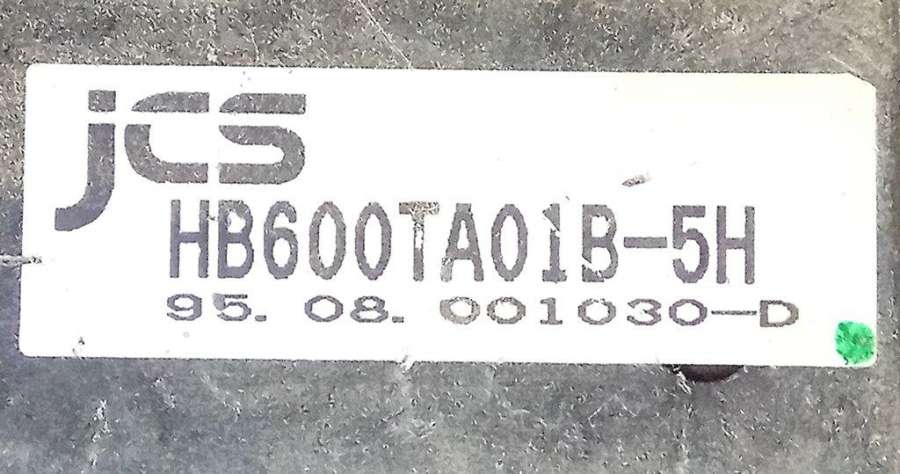 jCS
HB600TA01B-5H
95. 08. 001030-D